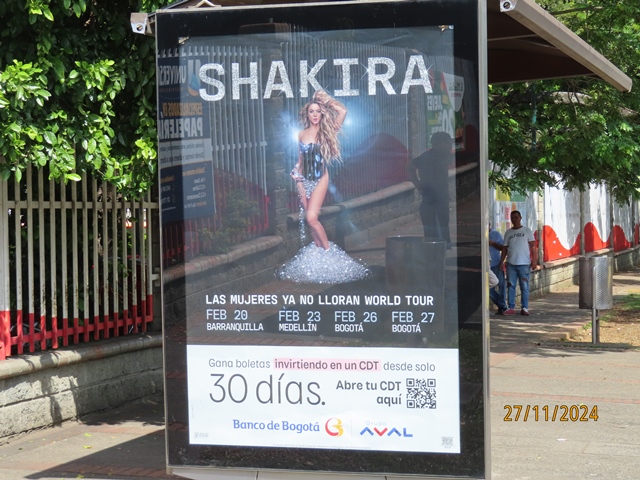 SHAKIRA
LAS MUJERES YA NO LLORAN WORLD TOUR
FEB 20 FEB 23 FEB 26 FEB 27
BARRANQUILLA MEDELLÍN BOGOTÁ BOGOTÁ
Gana boletas invirtiendo en un CDT desde solo
30 días.
Abre tu CDT
aquí
Banco de Bogotá AVAL
UNIVERS
PAPELERÍA
27/11/2024